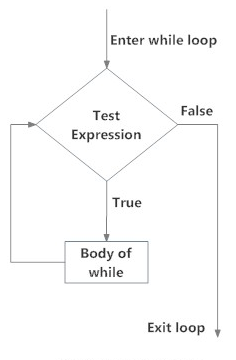 Enter while loop
Test
Expression
False
True
Body of
while
Exit loop